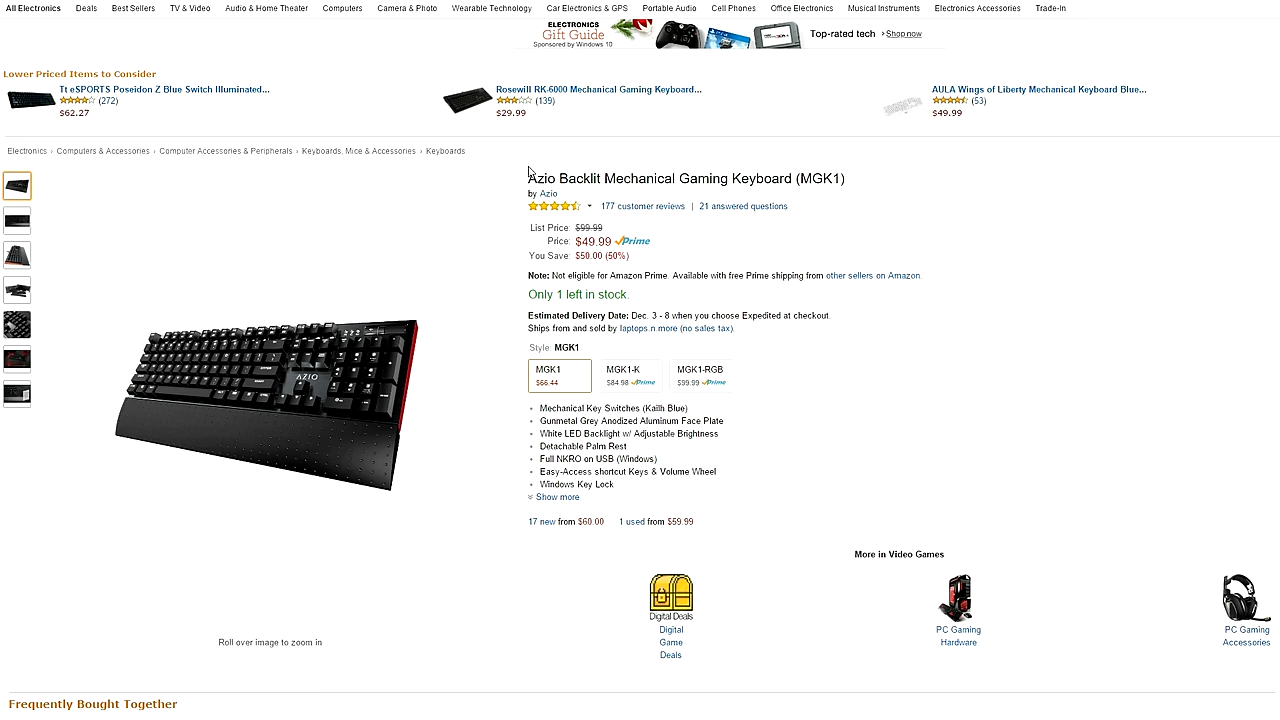 All Electronics Deals Best Sellers TV & Video Audio & Home Theater Computers Camera & Photo Wearable Technology Car Electronics & GPS Portable Audio Cell Phones Office Electronics Musical Instruments Electronics Accessories Trade-In
ELECTRONICS
Gift Guide
Sponsored by Windows 10
Top-rated tech › Shop now
Lower Priced Items to Consider
Tt eSPORTS Poseidon Z Blue Switch Illuminated...
(272)
$62.27
Rosewill RK-6000 Mechanical Gaming Keyboard...
(139)
$29.99
AULA Wings of Liberty Mechanical Keyboard Blue...
(53)
$49.99
Electronics › Computers & Accessories › Computer Accessories & Peripherals › Keyboards, Mice & Accessories › Keyboards
Azio Backlit Mechanical Gaming Keyboard (MGK1)
by Azio
177 customer reviews | 21 answered questions
List Price: $99.99
Price: $49.99 Prime
You Save: $50.00 (50%)
Note: Not eligible for Amazon Prime. Available with free Prime shipping from other sellers on Amazon.
Only 1 left in stock.
Estimated Delivery Date: Dec. 3 - 8 when you choose Expedited at checkout.
Ships from and sold by laptops.n.more (no sales tax).
Style: MGK1
MGK1
$66.44
MGK1-K
$84.98 Prime
MGK1-RGB
$99.99 Prime
Mechanical Key Switches (Kailh Blue)
Gunmetal Grey Anodized Aluminum Face Plate
White LED Backlight w/ Adjustable Brightness
Detachable Palm Rest
Full NKRO on USB (Windows)
Easy-Access shortcut Keys & Volume Wheel
Windows Key Lock
Show more
17 new from $60.00 1 used from $59.99
AZIO
Roll over image to zoom in
More in Video Games
Digital Deals
Digital
Game
Deals
PC Gaming
Hardware
PC Gaming
Accessories
Frequently Bought Together